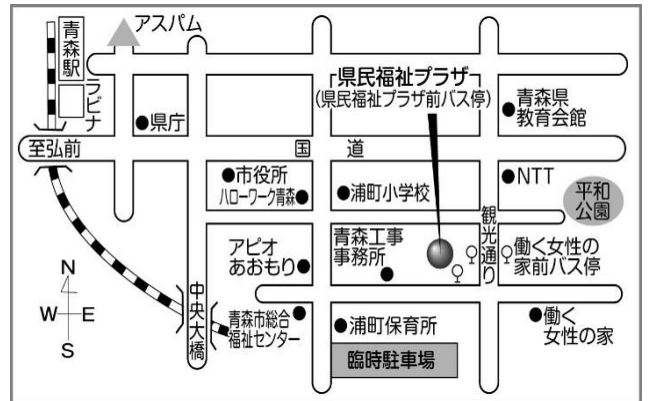 アスパム
青森駅
ラビナ
県民福祉プラザ
(県民福祉プラザ前バス停)
●青森県
教育会館
●県庁
至弘前
国道
●市役所
ハローワーク青森●
●浦町小学校
●NTT
平和
公園
観光通り
青森工事
事務所
●
アピオ
あおもり●
働く女性の
家前バス停
N
W E
S
中央大橋
青森市総合
福祉センター
●浦町保育所
●働く
女性の家
臨時駐車場